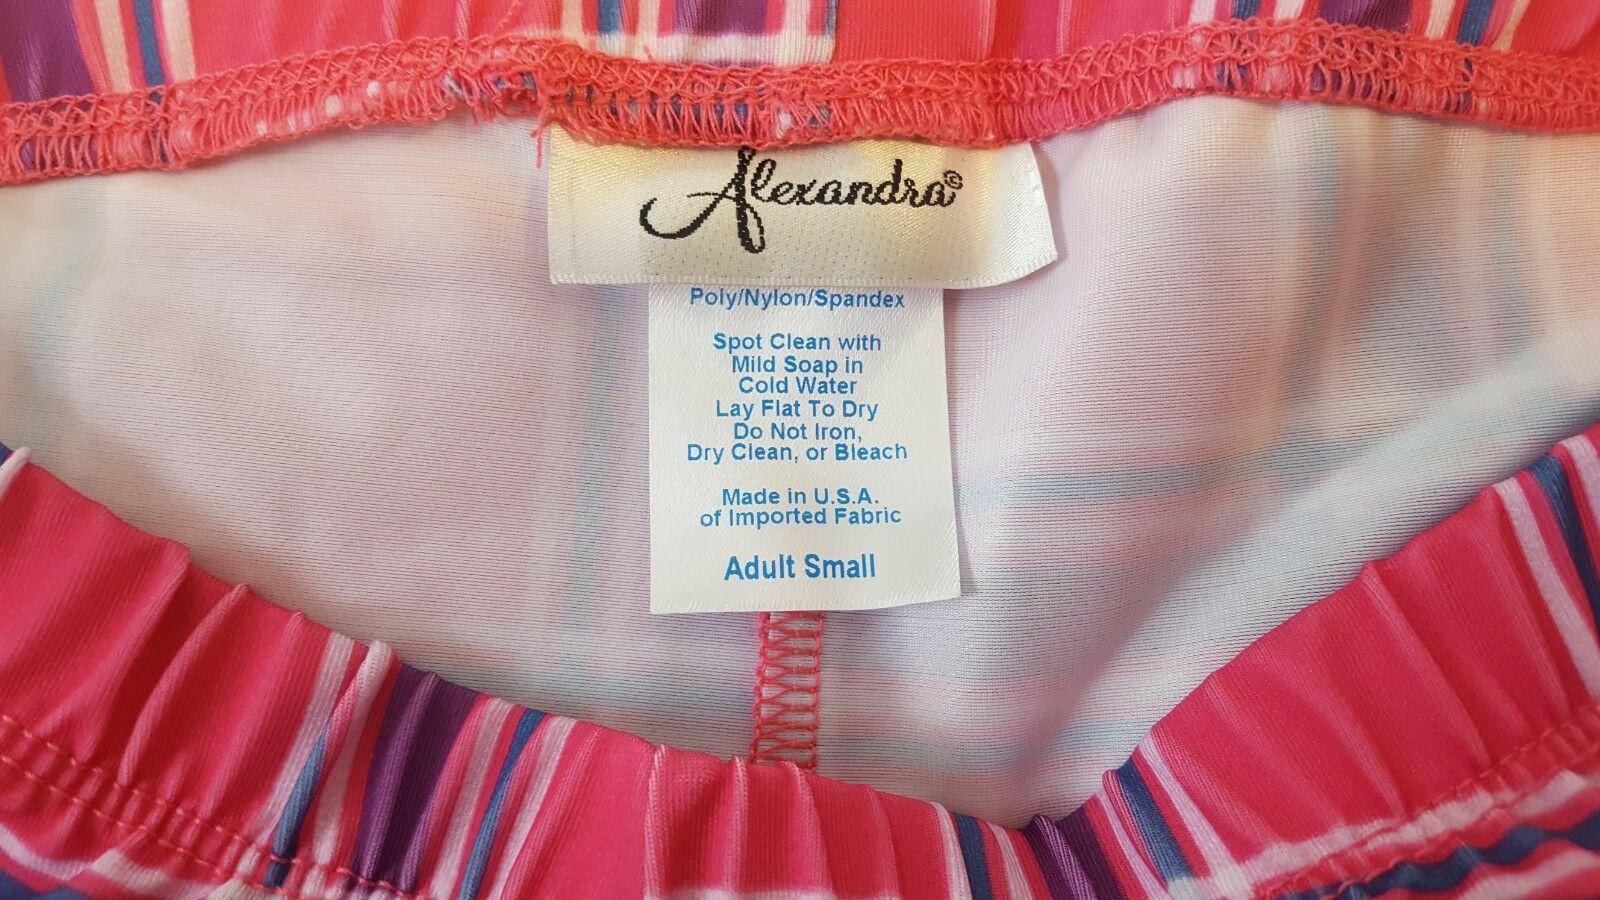 Alexandra©
Poly/Nylon/Spandex
Spot Clean with
Mild Soap in
Cold Water
Lay Flat To Dry
Do Not Iron,
Dry Clean, or Bleach
Made in U.S.A.
of Imported Fabric
Adult Small